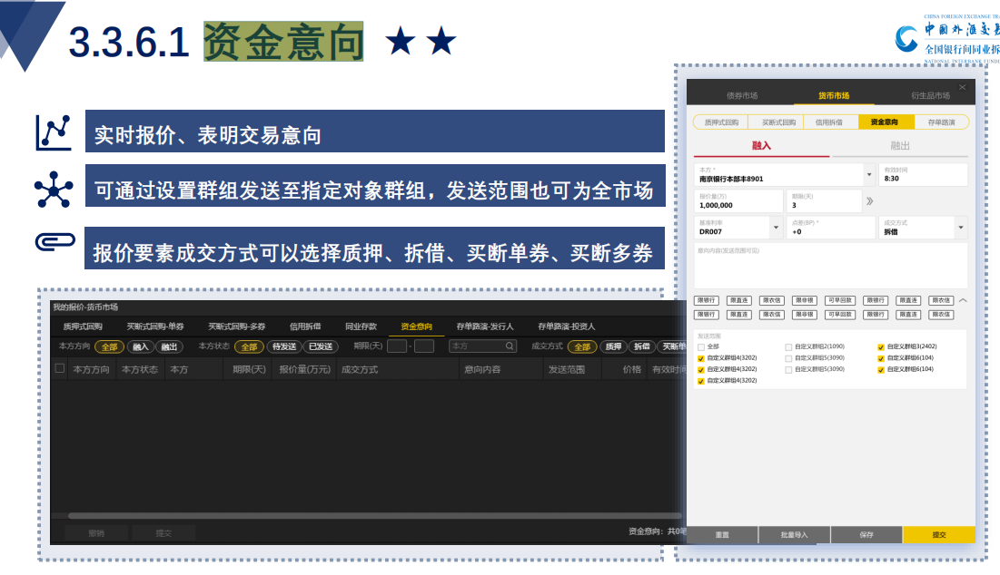 3.3.6.1 资金意向 ★ ★
CHINA FOREIGN EXCHANGE TRA
中国外汇交易
全国银行间同业拆
NATIONAL INTERBANK FUNDI
实时报价、表明交易意向
可通过设置群组发送至指定对象群组，发送范围也可为全市场
报价要素成交方式可以选择质押、拆借、买断单券、买断多券
我的报价-货币市场
质押式回购 买断式回购-单券 买断式回购-多券 信用拆借 同业存款 资金意向 存单路演-发行人 存单路演-投资人
本方方向 全部 融入 融出 本方状态 全部 待发送 已发送 期限(天) - 本方 成交方式 全部 质押 拆借 买断单
本方方向 本方状态 本方 期限(天) 报价量(万元) 成交方式 意向内容 发送范围 价格 有效时间
撤销 提交 资金意向：共0笔
债券市场 货币市场 衍生品市场
质押式回购 买断式回购 信用拆借 资金意向 存单路演
融入 融出
本方 * 有效时间
南京银行本部丰8901 8:30
报价量(万) 期限(天)
1,000,000 3
基准利率 点差(BP) * 成交方式
DR007 +0 拆借
意向内容(发送范围可见)
限银行 限直连 限农信 限非银 可早回款 限银行 限直连 限农信
限银行 限直连 限农信 限非银 可早回款 限银行 限直连 限农信
发送范围
全部 自定义群组2(1090) 自定义群组3(2402)
自定义群组4(3202) 自定义群组5(3090) 自定义群组6(104)
自定义群组4(3202) 自定义群组5(3090) 自定义群组6(104)
自定义群组4(3202)
重置 批量导入 保存 提交